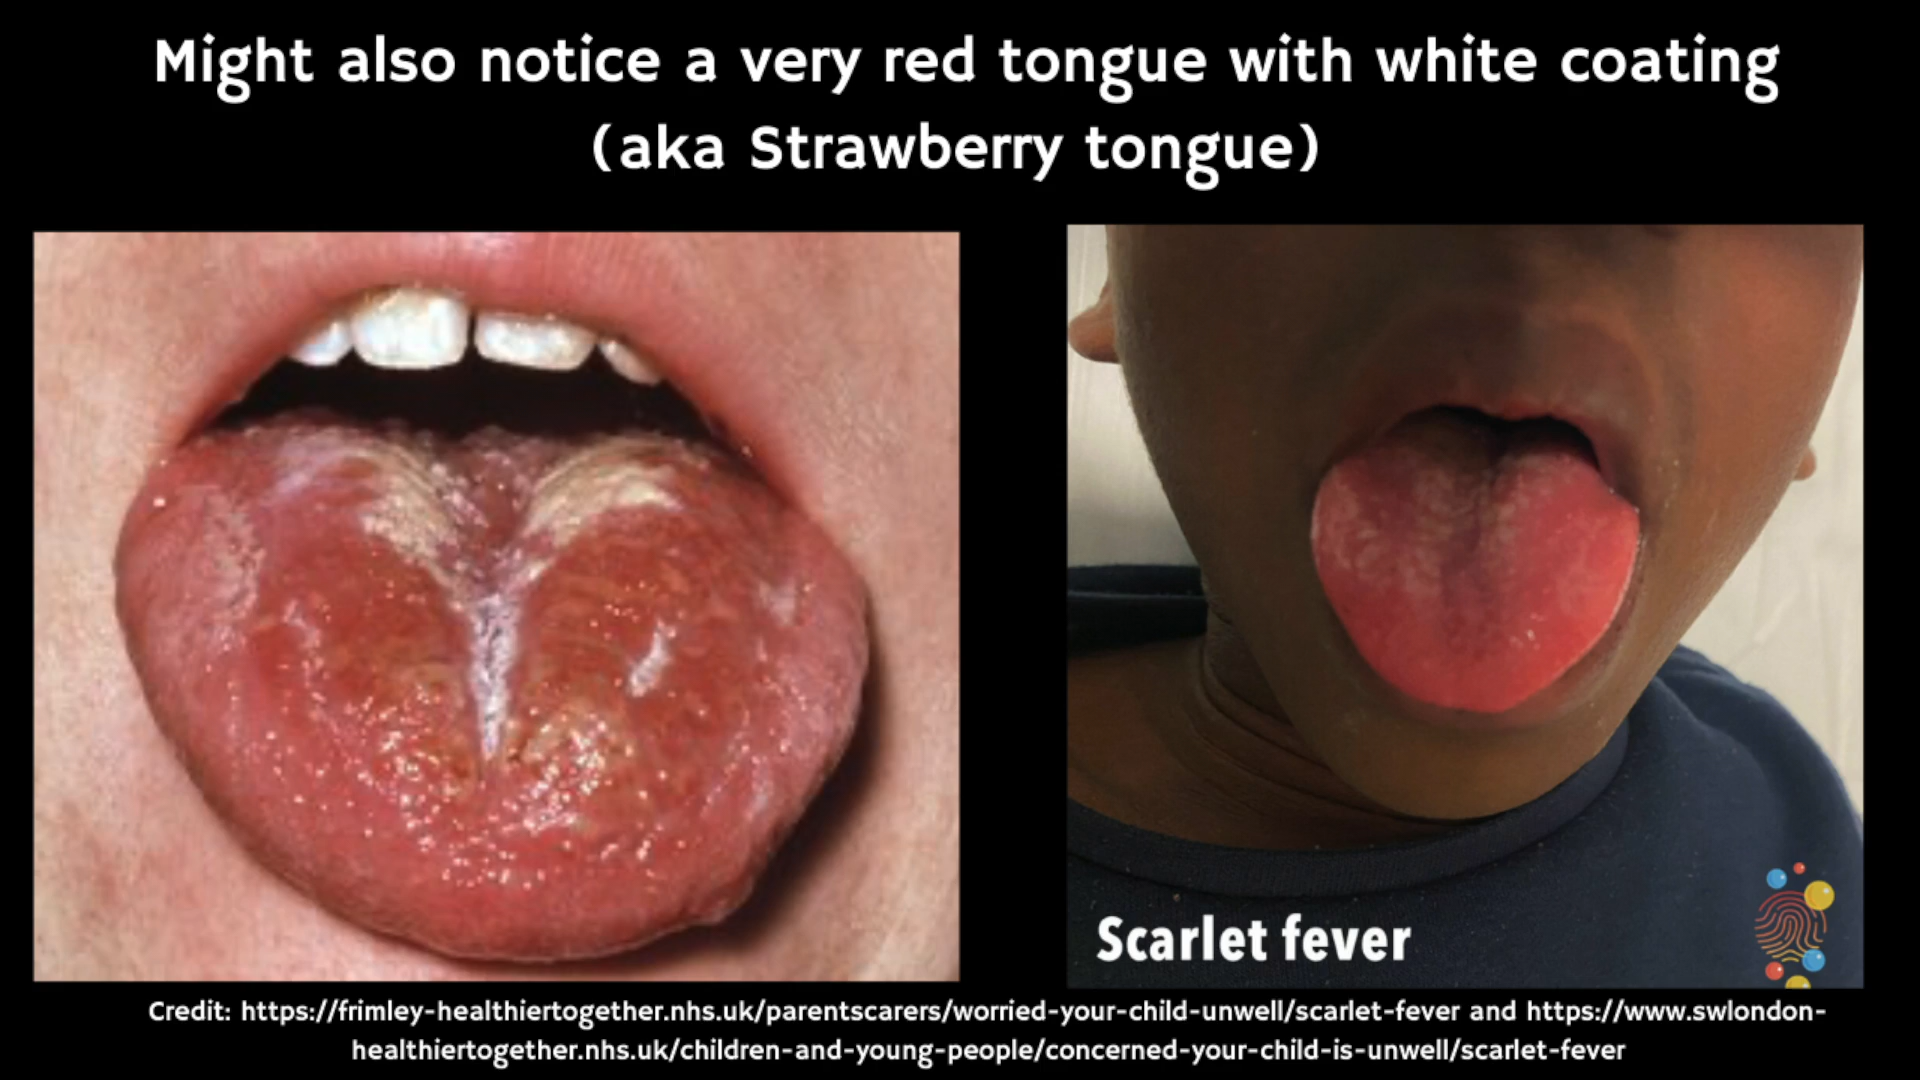 Might also notice a very red tongue with white coating
(aka Strawberry tongue)
Scarlet fever
Credit: https://frimley-healthiertogether.nhs.uk/parentscarers/worried-your-child-unwell/scarlet-fever and https://www.swlondon-
healthiertogether.nhs.uk/children-and-young-people/concerned-your-child-is-unwell/scarlet-fever